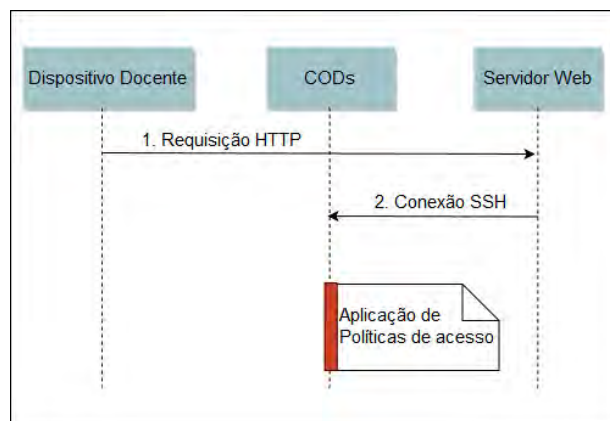 Dispositivo Docente
CODs
Servidor Web
1. Requisição HTTP
2. Conexão SSH
Aplicação de
Políticas de acesso